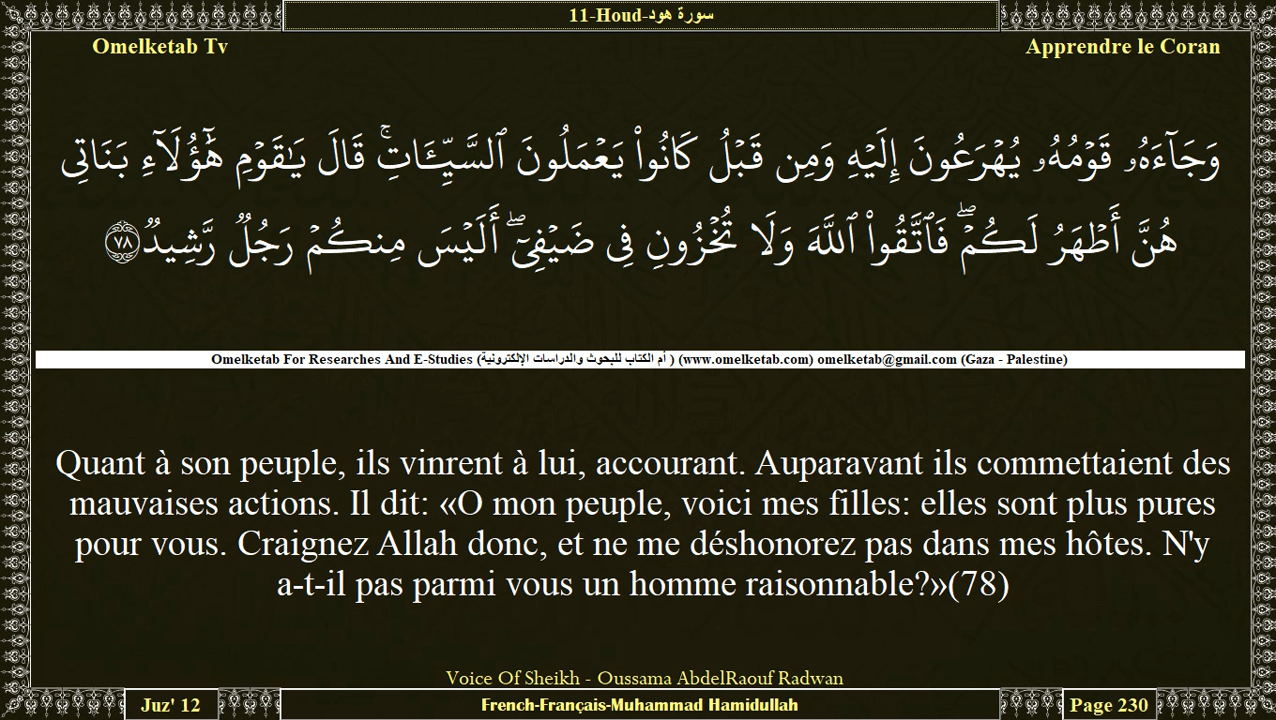 11-Houd-سورة هود
Omelketab Tv
Apprendre le Coran
وَجَآءَهُۥ قَوْمُهُۥ يُهْرَعُونَ إِلَيْهِ وَمِن قَبْلُ كَانُوا۟ يَعْمَلُونَ ٱلسَّيِّـَٔاتِ ۚ قَالَ يَـٰقَوْمِ هَـٰٓؤُلَآءِ بَنَاتِى
هُنَّ أَطْهَرُ لَكُمْ ۖ فَٱتَّقُوا۟ ٱللَّهَ وَلَا تُخْزُونِ فِى ضَيْفِىٓ ۖ أَلَيْسَ مِنكُمْ رَجُلٌ رَّشِيدٌ ٧٨
Omelketab For Researches And E-Studies (أم الكتاب للبحوث والدراسات الإلكترونية ) (www.omelketab.com) omelketab@gmail.com (Gaza - Palestine)
Quant à son peuple, ils vinrent à lui, accourant. Auparavant ils commettaient des
mauvaises actions. Il dit: «O mon peuple, voici mes filles: elles sont plus pures
pour vous. Craignez Allah donc, et ne me déshonorez pas dans mes hôtes. N'y
a-t-il pas parmi vous un homme raisonnable?»(78)
Voice Of Sheikh - Oussama AbdelRaouf Radwan
Juz' 12
French-Français-Muhammad Hamidullah
Page 230